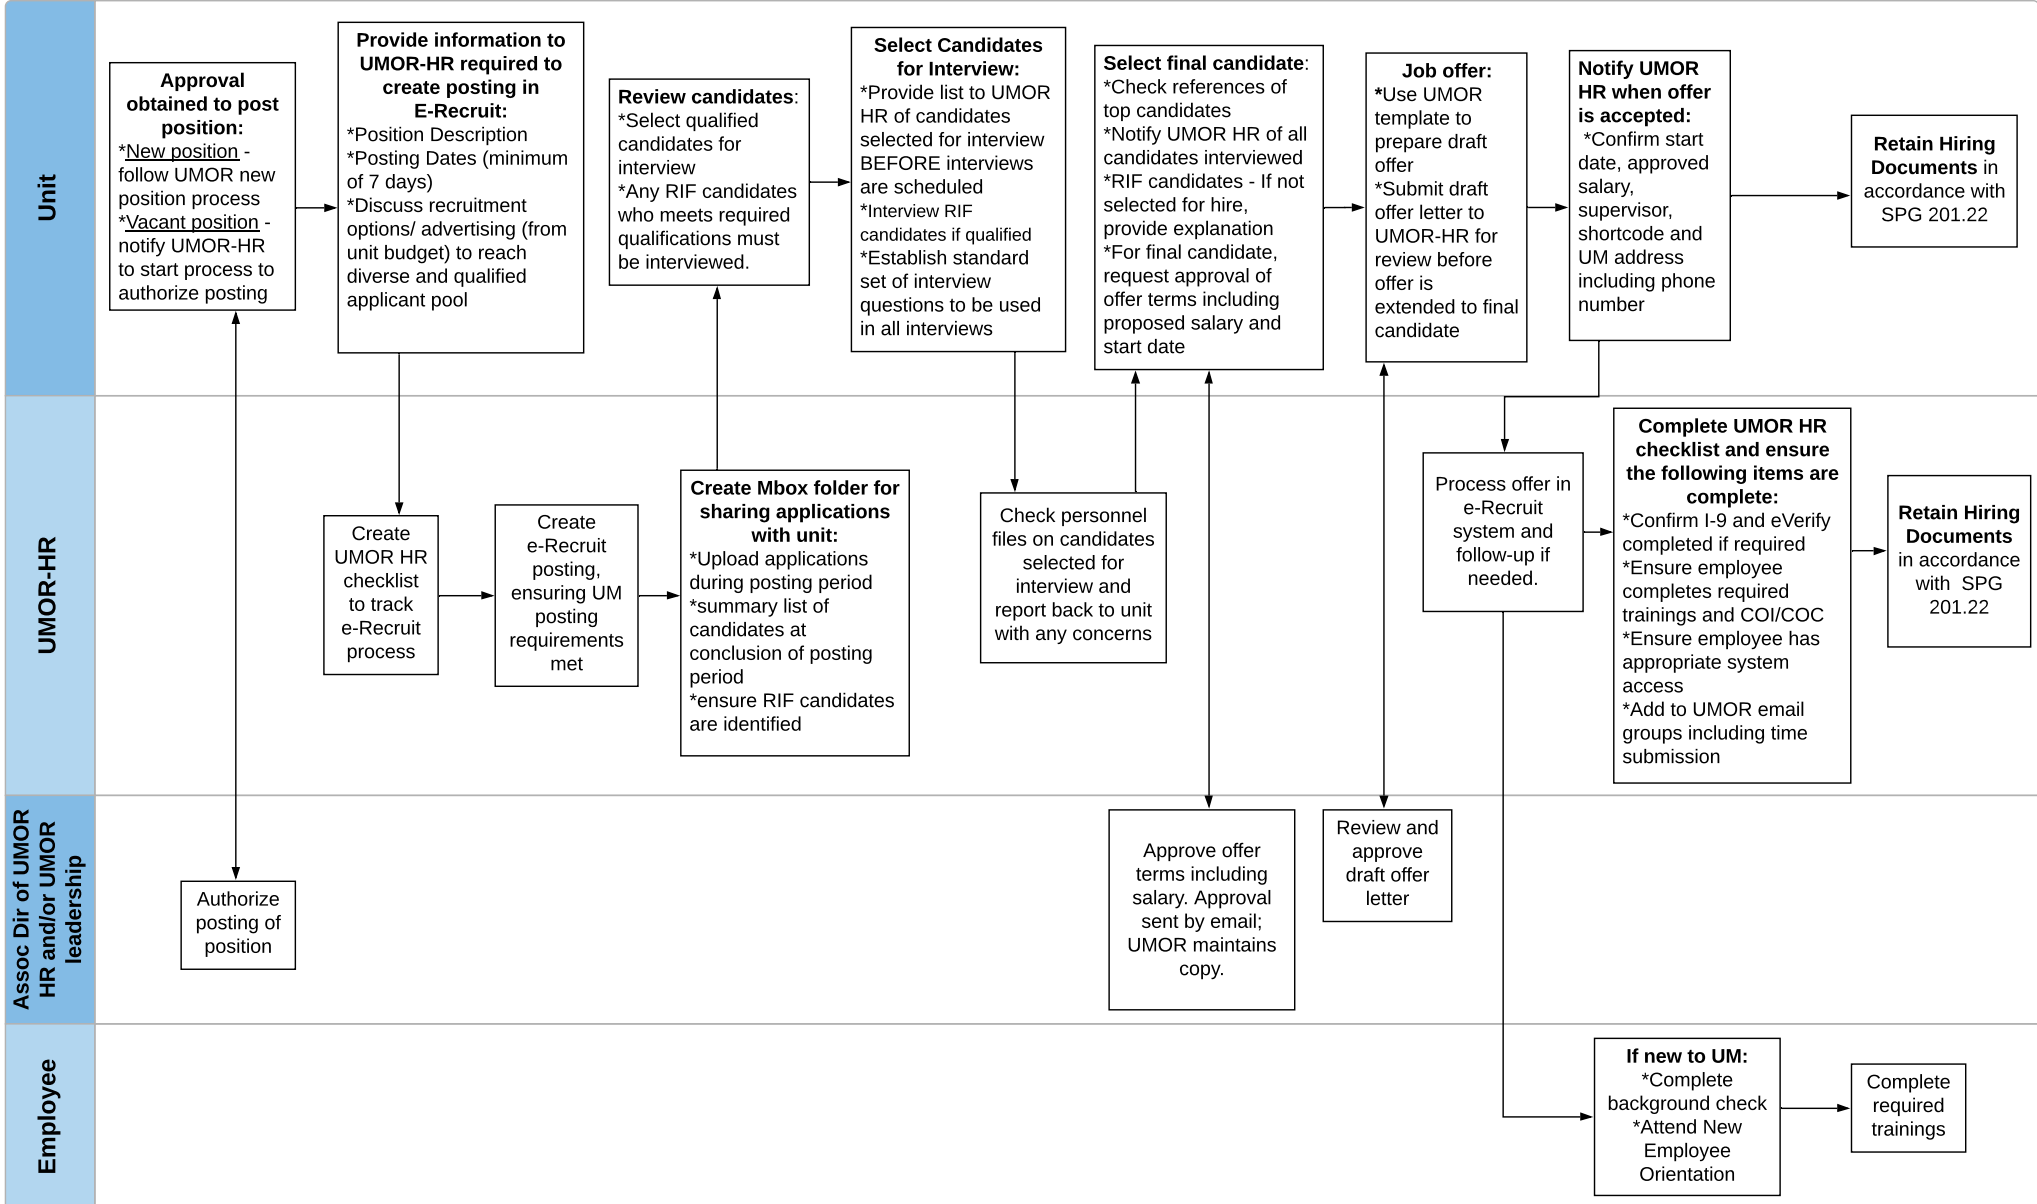 Unit
Approval
obtained to post
position:
*New position -
follow UMOR new
position process
*Vacant position -
notify UMOR-HR
to start process to
authorize posting
Provide information to
UMOR-HR required to
create posting in
E-Recruit:
*Position Description
*Posting Dates (minimum
of 7 days)
*Discuss recruitment
options/ advertising (from
unit budget) to reach
diverse and qualified
applicant pool
Review candidates:
*Select qualified
candidates for
interview
*Any RIF candidates
who meets required
qualifications must
be interviewed.
Select Candidates
for Interview:
*Provide list to UMOR
HR of candidates
selected for interview
BEFORE interviews
are scheduled
*Interview RIF
candidates if qualified
*Establish standard
set of interview
questions to be used
in all interviews
Select final candidate:
*Check references of
top candidates
*Notify UMOR HR of all
candidates interviewed
*RIF candidates - If not
selected for hire,
provide explanation
*For final candidate,
request approval of
offer terms including
proposed salary and
start date
Job offer:
*Use UMOR
template to
prepare draft
offer
*Submit draft
offer letter to
UMOR-HR for
review before
offer is
extended to final
candidate
Notify UMOR
HR when offer
is accepted:
*Confirm start
date, approved
salary,
supervisor,
shortcode and
UM address
including phone
number
Retain Hiring
Documents in
accordance with
SPG 201.22
UMOR-HR
Create
UMOR HR
checklist
to track
e-Recruit
process
Create
e-Recruit
posting,
ensuring UM
posting
requirements
met
Create Mbox folder for
sharing applications
with unit:
*Upload applications
during posting period
*summary list of
candidates at
conclusion of posting
period
*ensure RIF candidates
are identified
Check personnel
files on candidates
selected for
interview and
report back to unit
with any concerns
Process offer in
e-Recruit
system and
follow-up if
needed.
Complete UMOR HR
checklist and ensure
the following items are
complete:
*Confirm I-9 and eVerify
completed if required
*Ensure employee
completes required
trainings and COI/COC
*Ensure employee has
appropriate system
access
*Add to UMOR email
groups including time
submission
Retain Hiring
Documents
in accordance
with SPG
201.22
Assoc Dir of UMOR
HR and/or UMOR
leadership
Authorize
posting of
position
Approve offer
terms including
salary. Approval
sent by email;
UMOR maintains
copy.
Review and
approve
draft offer
letter
Employee
If new to UM:
*Complete
background check
*Attend New
Employee
Orientation
Complete
required
trainings